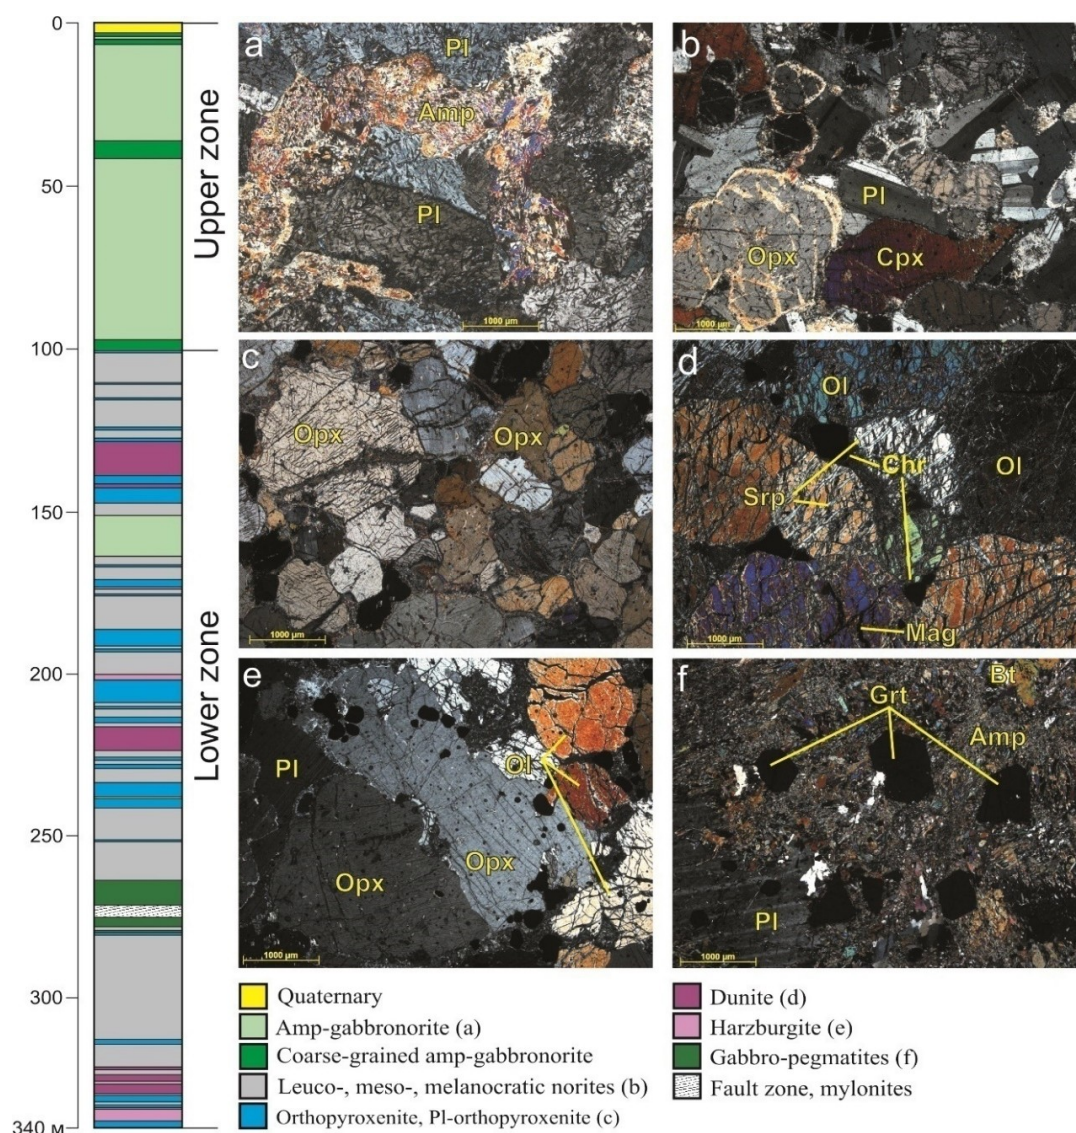 0
50
100
150
200
250
300
340 м
Upper zone
Lower zone
a
Pl
Amp
Pl
1000 µm
b
Pl
Opx
Cpx
1000 µm
c
Opx
Opx
1000 µm
d
Ol
Chr
Ol
Srp
Mag
1000 µm
e
Pl
Ol
Opx
Opx
1000 µm
f
Bt
Grt
Amp
Pl
1000 µm
Quaternary
Amp-gabbronorite (a)
Coarse-grained amp-gabbronorite
Leuco-, meso-, melanocratic norites (b)
Orthopyroxenite, Pl-orthopyroxenite (c)
Dunite (d)
Harzburgite (e)
Gabbro-pegmatites (f)
Fault zone, mylonites